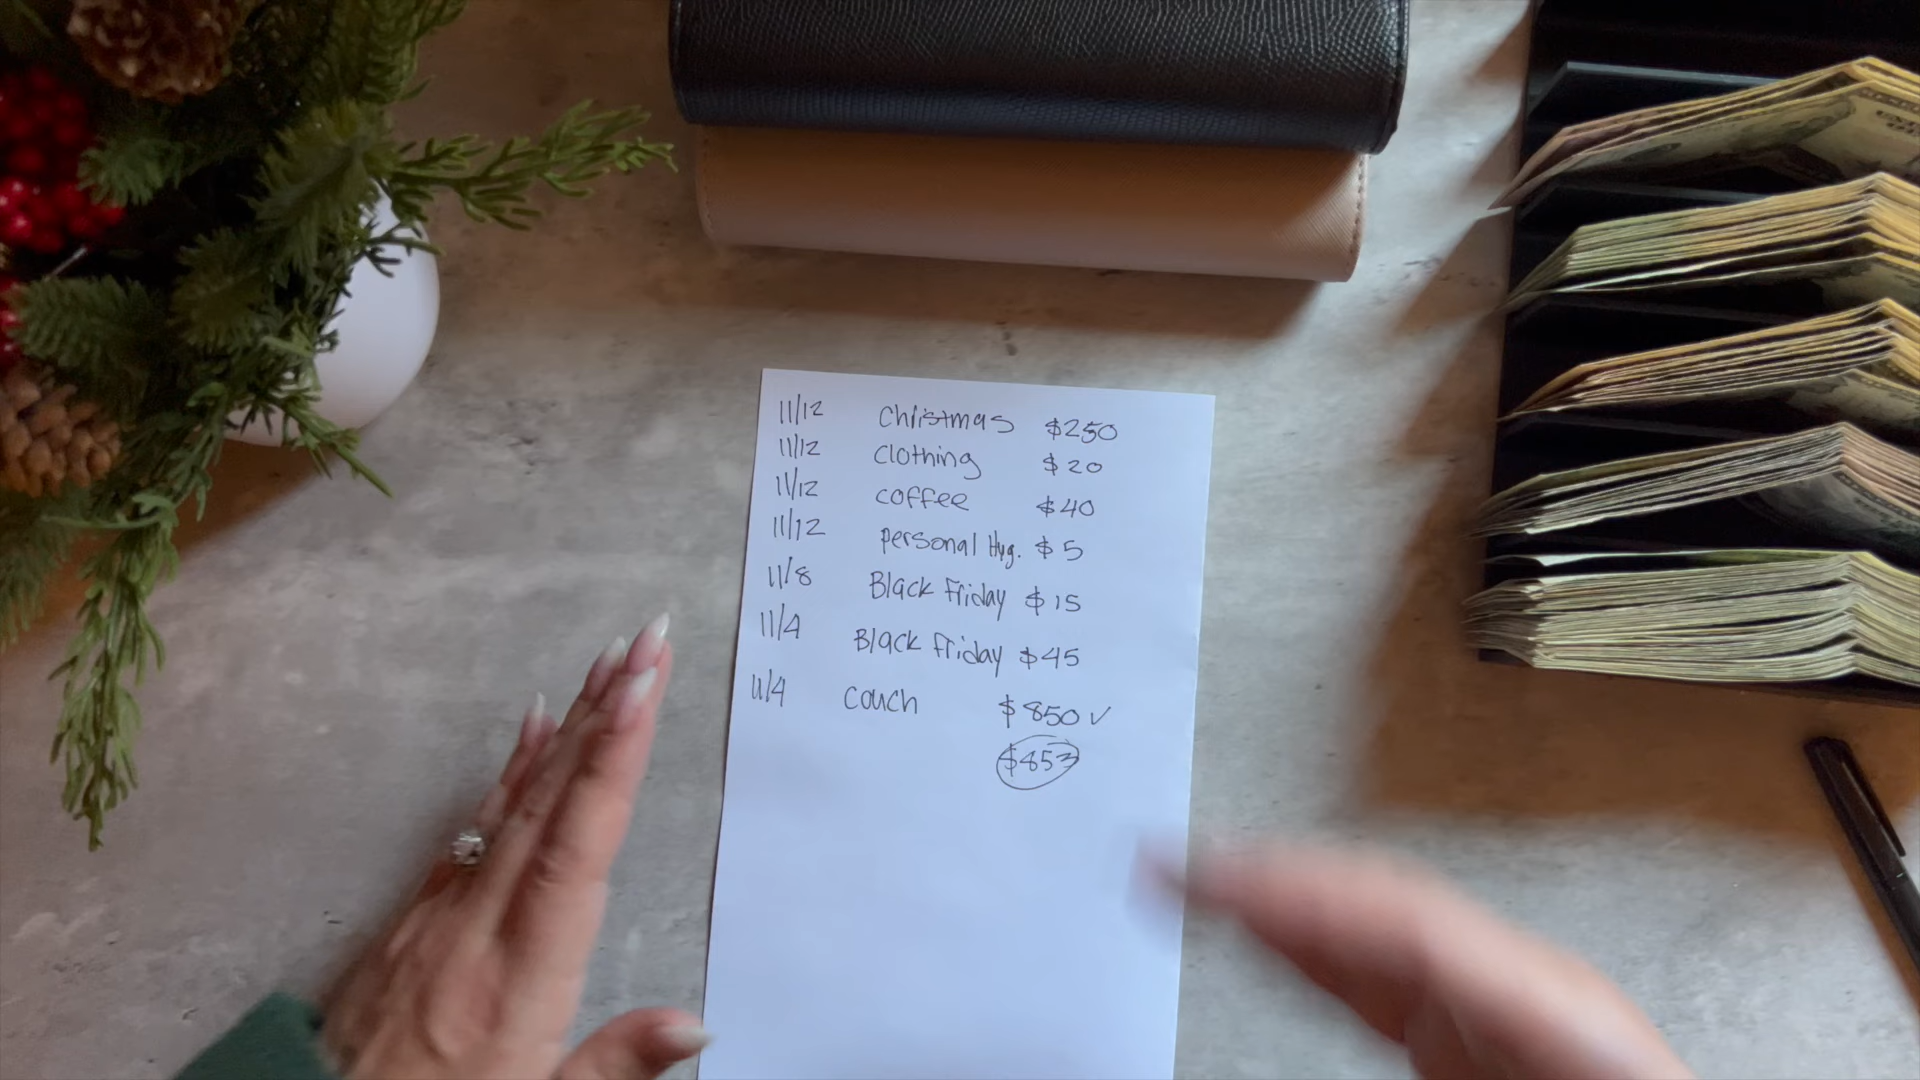 11/12 Christmas $250
11/12 Clothing $20
11/12 coffee $40
11/12 personal Hyg. $5
11/8 Black Friday $15
11/4 Black Friday $45
11/4 couch $850 ✓
$853